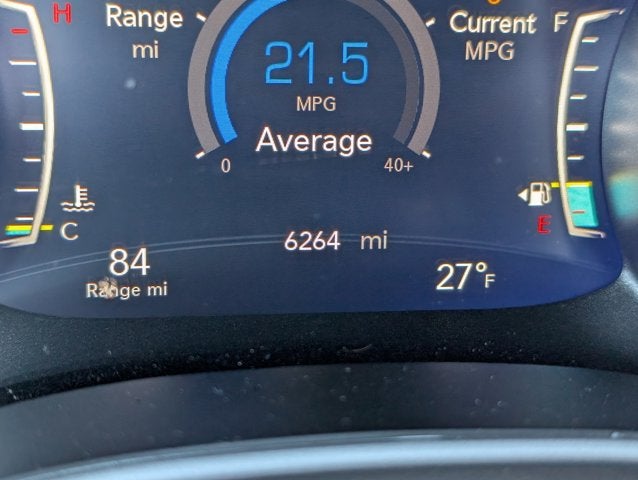 H
Range
mi
21.5
MPG
Average
0
40+
Current
MPG
F
C
E
6264 mi
84
Range mi
27°F